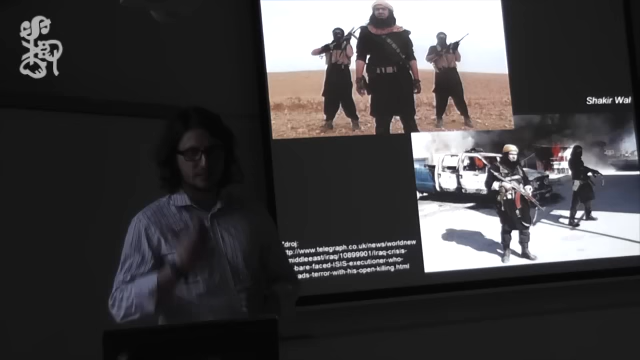 Shakir Wa
droj:
ttp://www.telegraph.co.uk/news/worldnew
middleeast/iraq/10899901/Iraq-crisis-
bare-faced-ISIS-executioner-who-
ads-terror-with-his-open-killing.html